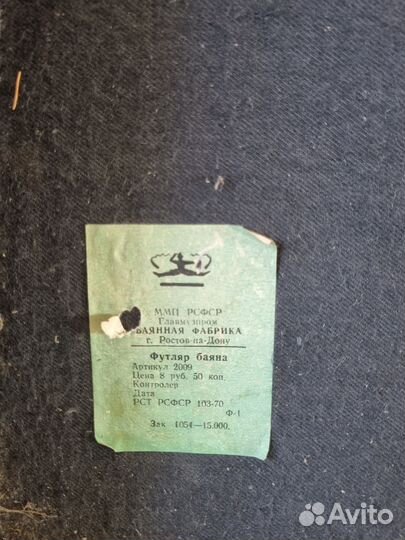 ММП РСФСР
Главмузпром
БАЯННАЯ ФАБРИКА
г. Ростов-на-Дону
Футляр баяна
Артикул 2009
Цена 8 руб. 50 коп
Контролер
Дата
РСТ РСФСР 103-70
Ф-1
Зак 1054—15.000.
Avito